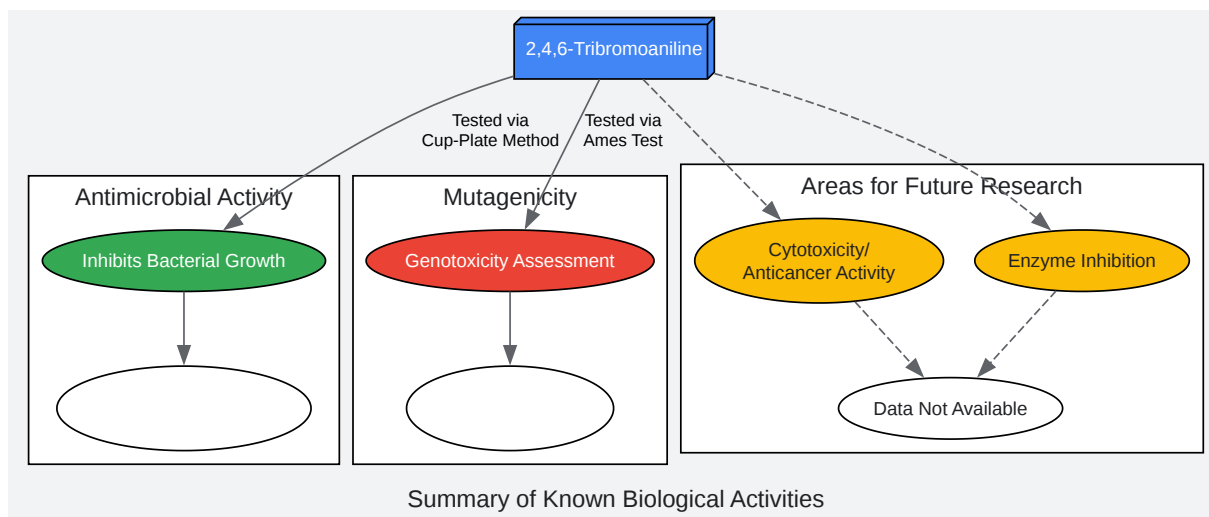 2,4,6-Tribromoaniline
Tested via
Cup-Plate Method
Tested via
Ames Test
Antimicrobial Activity
Mutagenicity
Areas for Future Research
Inhibits Bacterial Growth
Genotoxicity Assessment
Cytotoxicity/
Anticancer Activity
Enzyme Inhibition
Data Not Available
Summary of Known Biological Activities